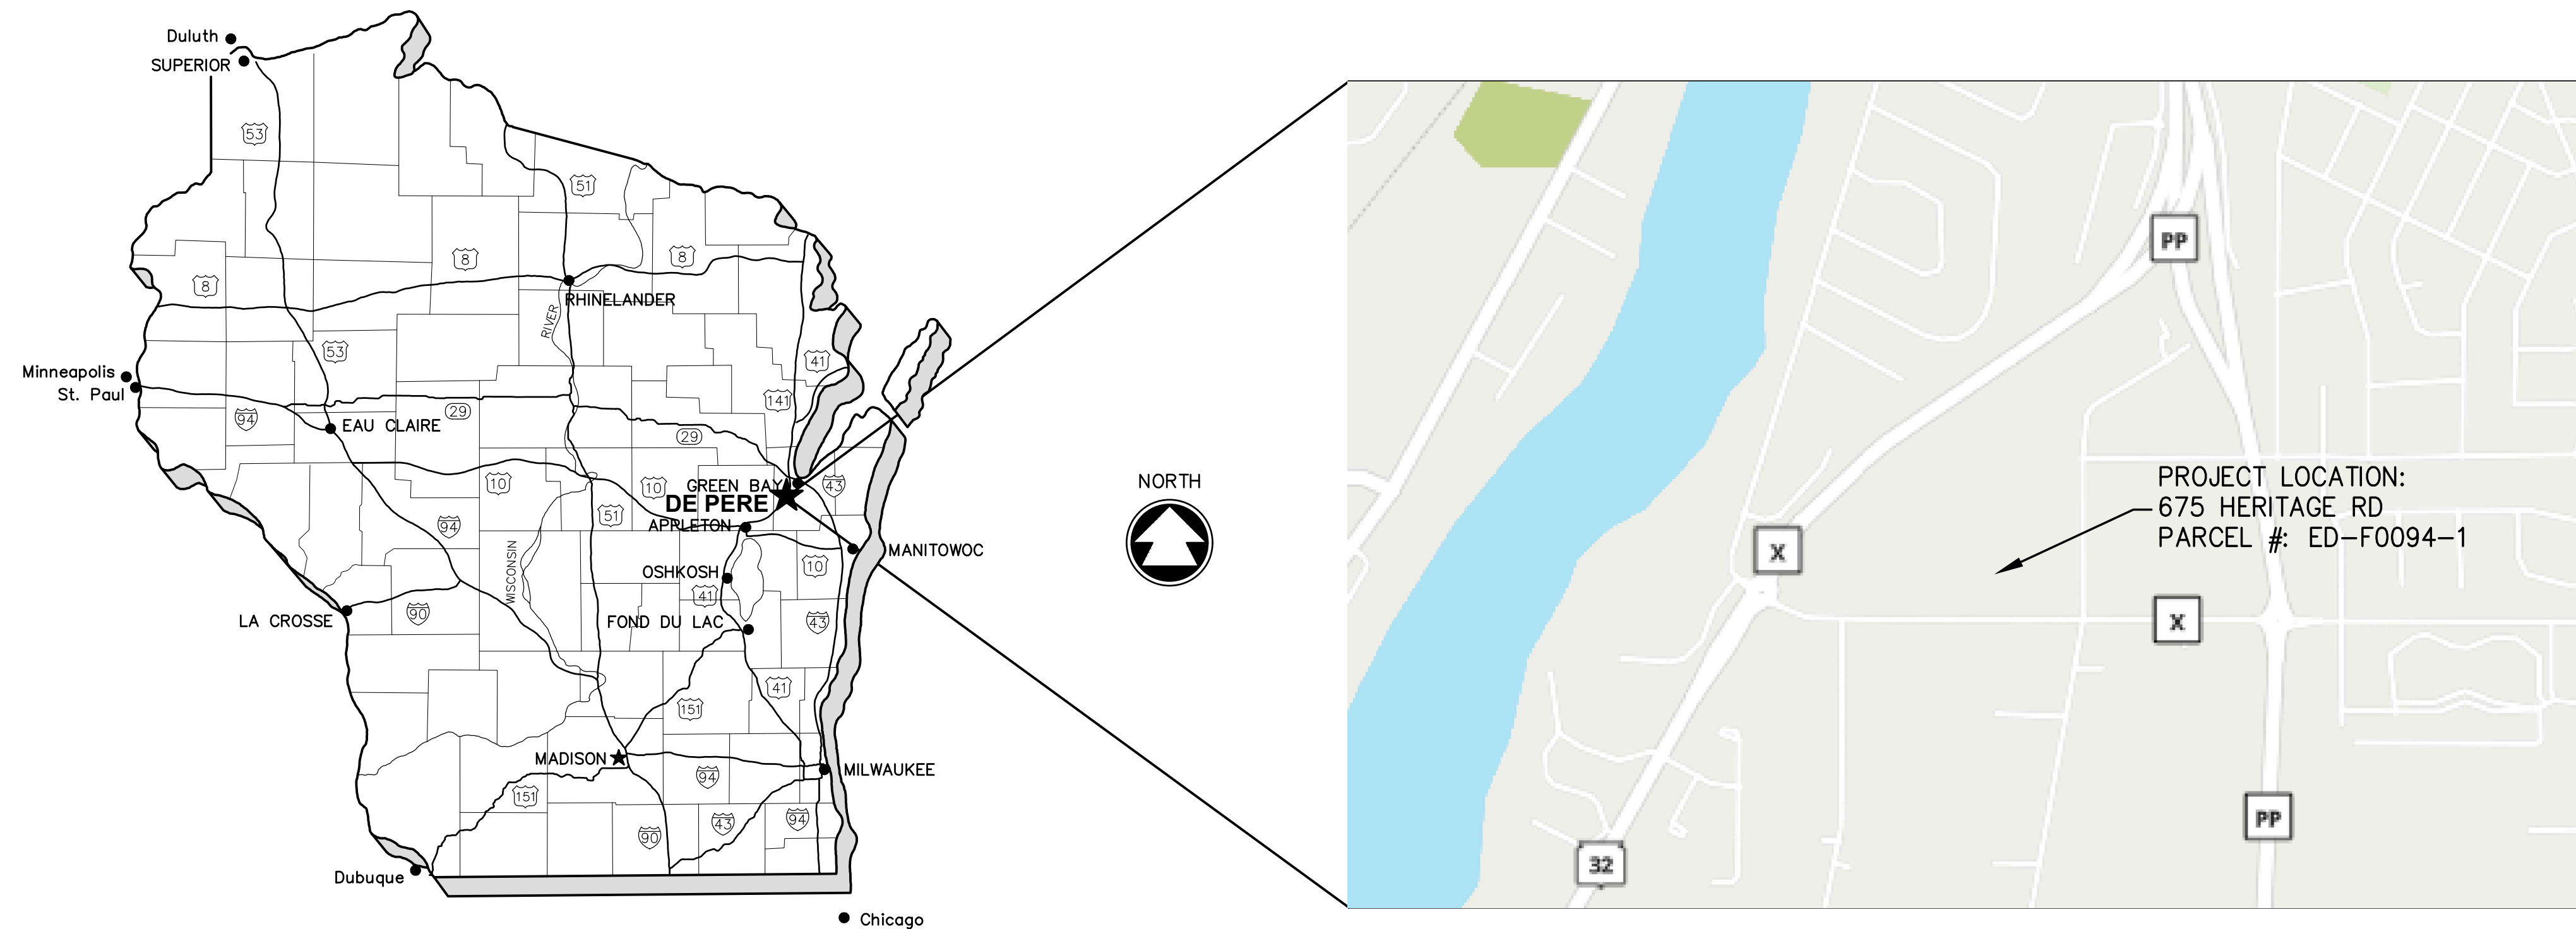 Duluth
SUPERIOR
53
51
8
8
8
RHINELANDER
RIVER
53
41
Minneapolis
St. Paul
141
94
29
EAU CLAIRE
29
10
10
GREEN BAY
43
DE PERE
51
94
APPLETON
MANITOWOC
WISCONSIN
10
OSHKOSH
41
90
LA CROSSE
FOND DU LAC
43
41
151
MADISON
94
MILWAUKEE
151
90
43
94
Dubuque
Chicago
NORTH
PP
PROJECT LOCATION:
675 HERITAGE RD
PARCEL #: ED-F0094-1
X
X
PP
32